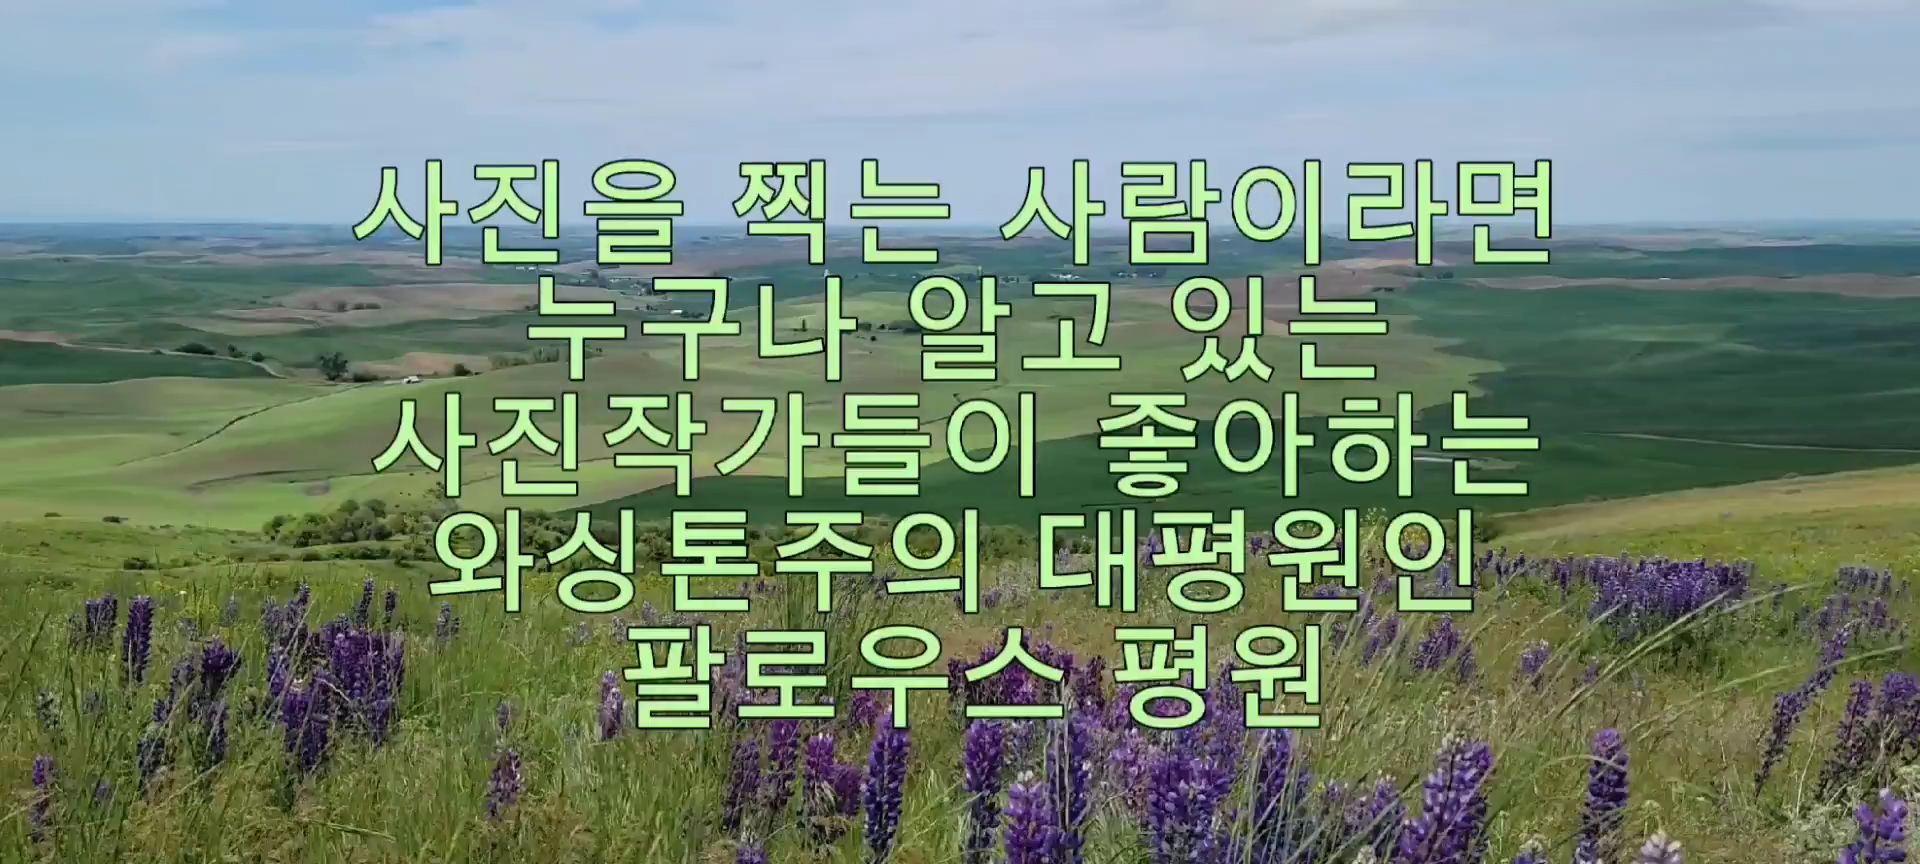 사진을 찍는 사람이라면
누구나 알고 있는
사진작가들이 좋아하는
와싱톤주의 대평원인
팔로우스 평원